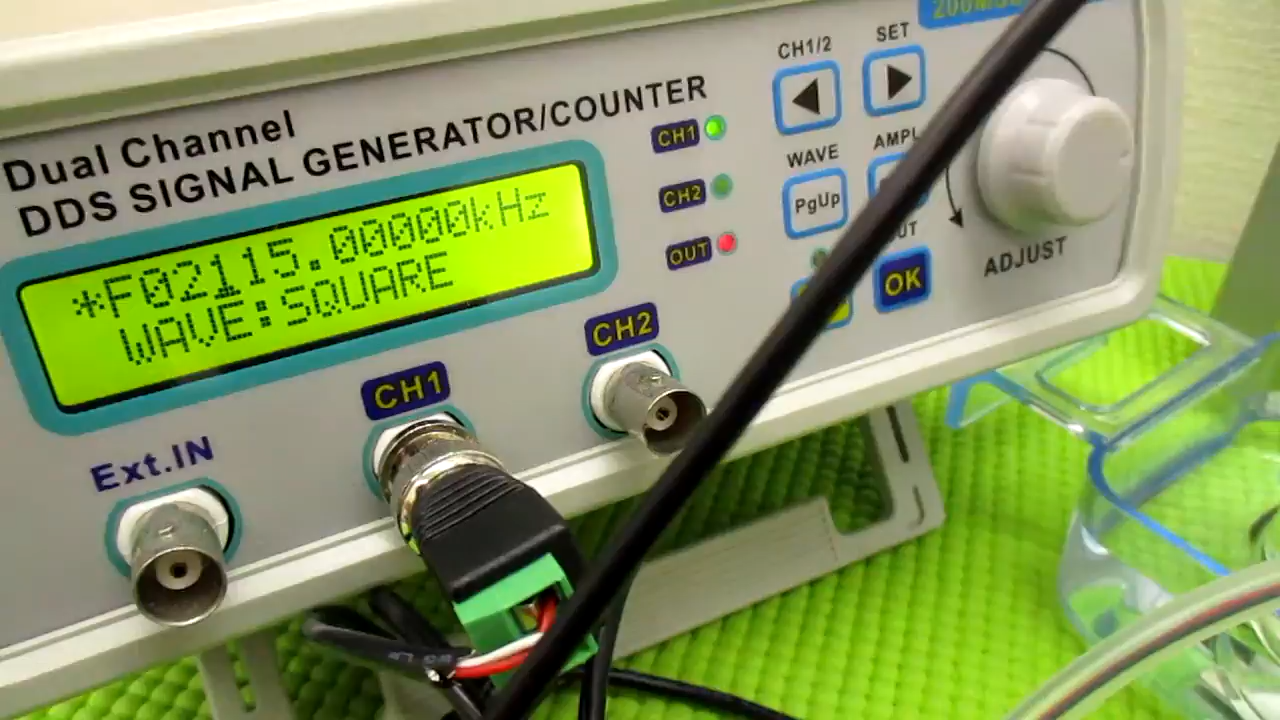 Dual Channel
DDS SIGNAL GENERATOR/COUNTER
*F02115.00000kHz
WAVE:SQUARE
CH1
CH2
OUT
CH1/2
SET
WAVE
AMPL
PgUp
OK
ADJUST
Ext.IN
CH1
CH2